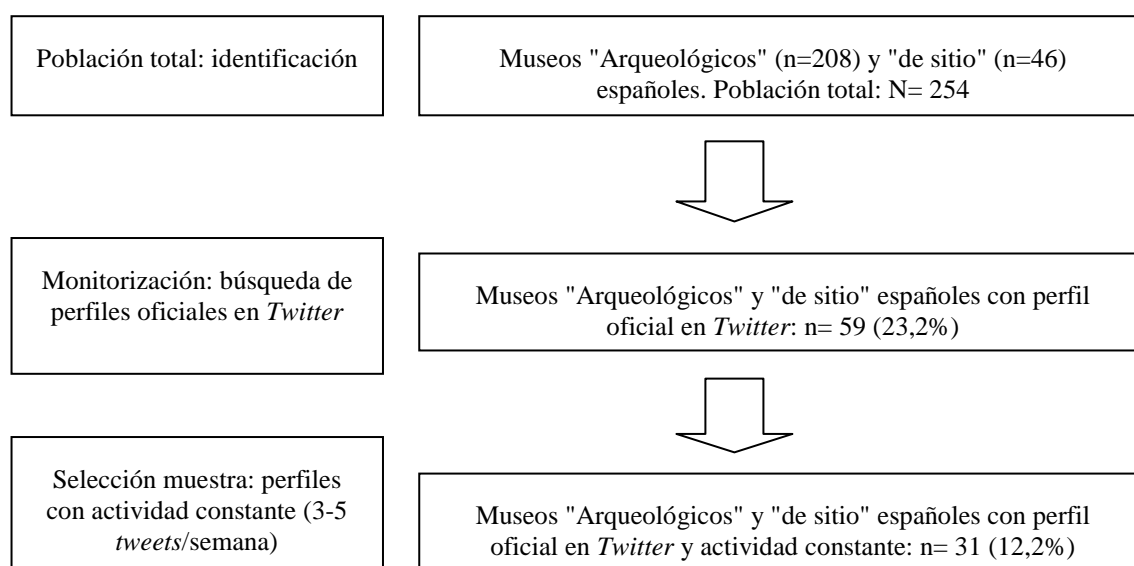 Población total: identificación
Museos "Arqueológicos" (n=208) y "de sitio" (n=46)
españoles. Población total: N= 254
Monitorización: búsqueda de
perfiles oficiales en Twitter
Museos "Arqueológicos" y "de sitio" españoles con perfil
oficial en Twitter: n= 59 (23,2%)
Selección muestra: perfiles
con actividad constante (3-5
tweets/semana)
Museos "Arqueológicos" y "de sitio" españoles con perfil
oficial en Twitter y actividad constante: n= 31 (12,2%)